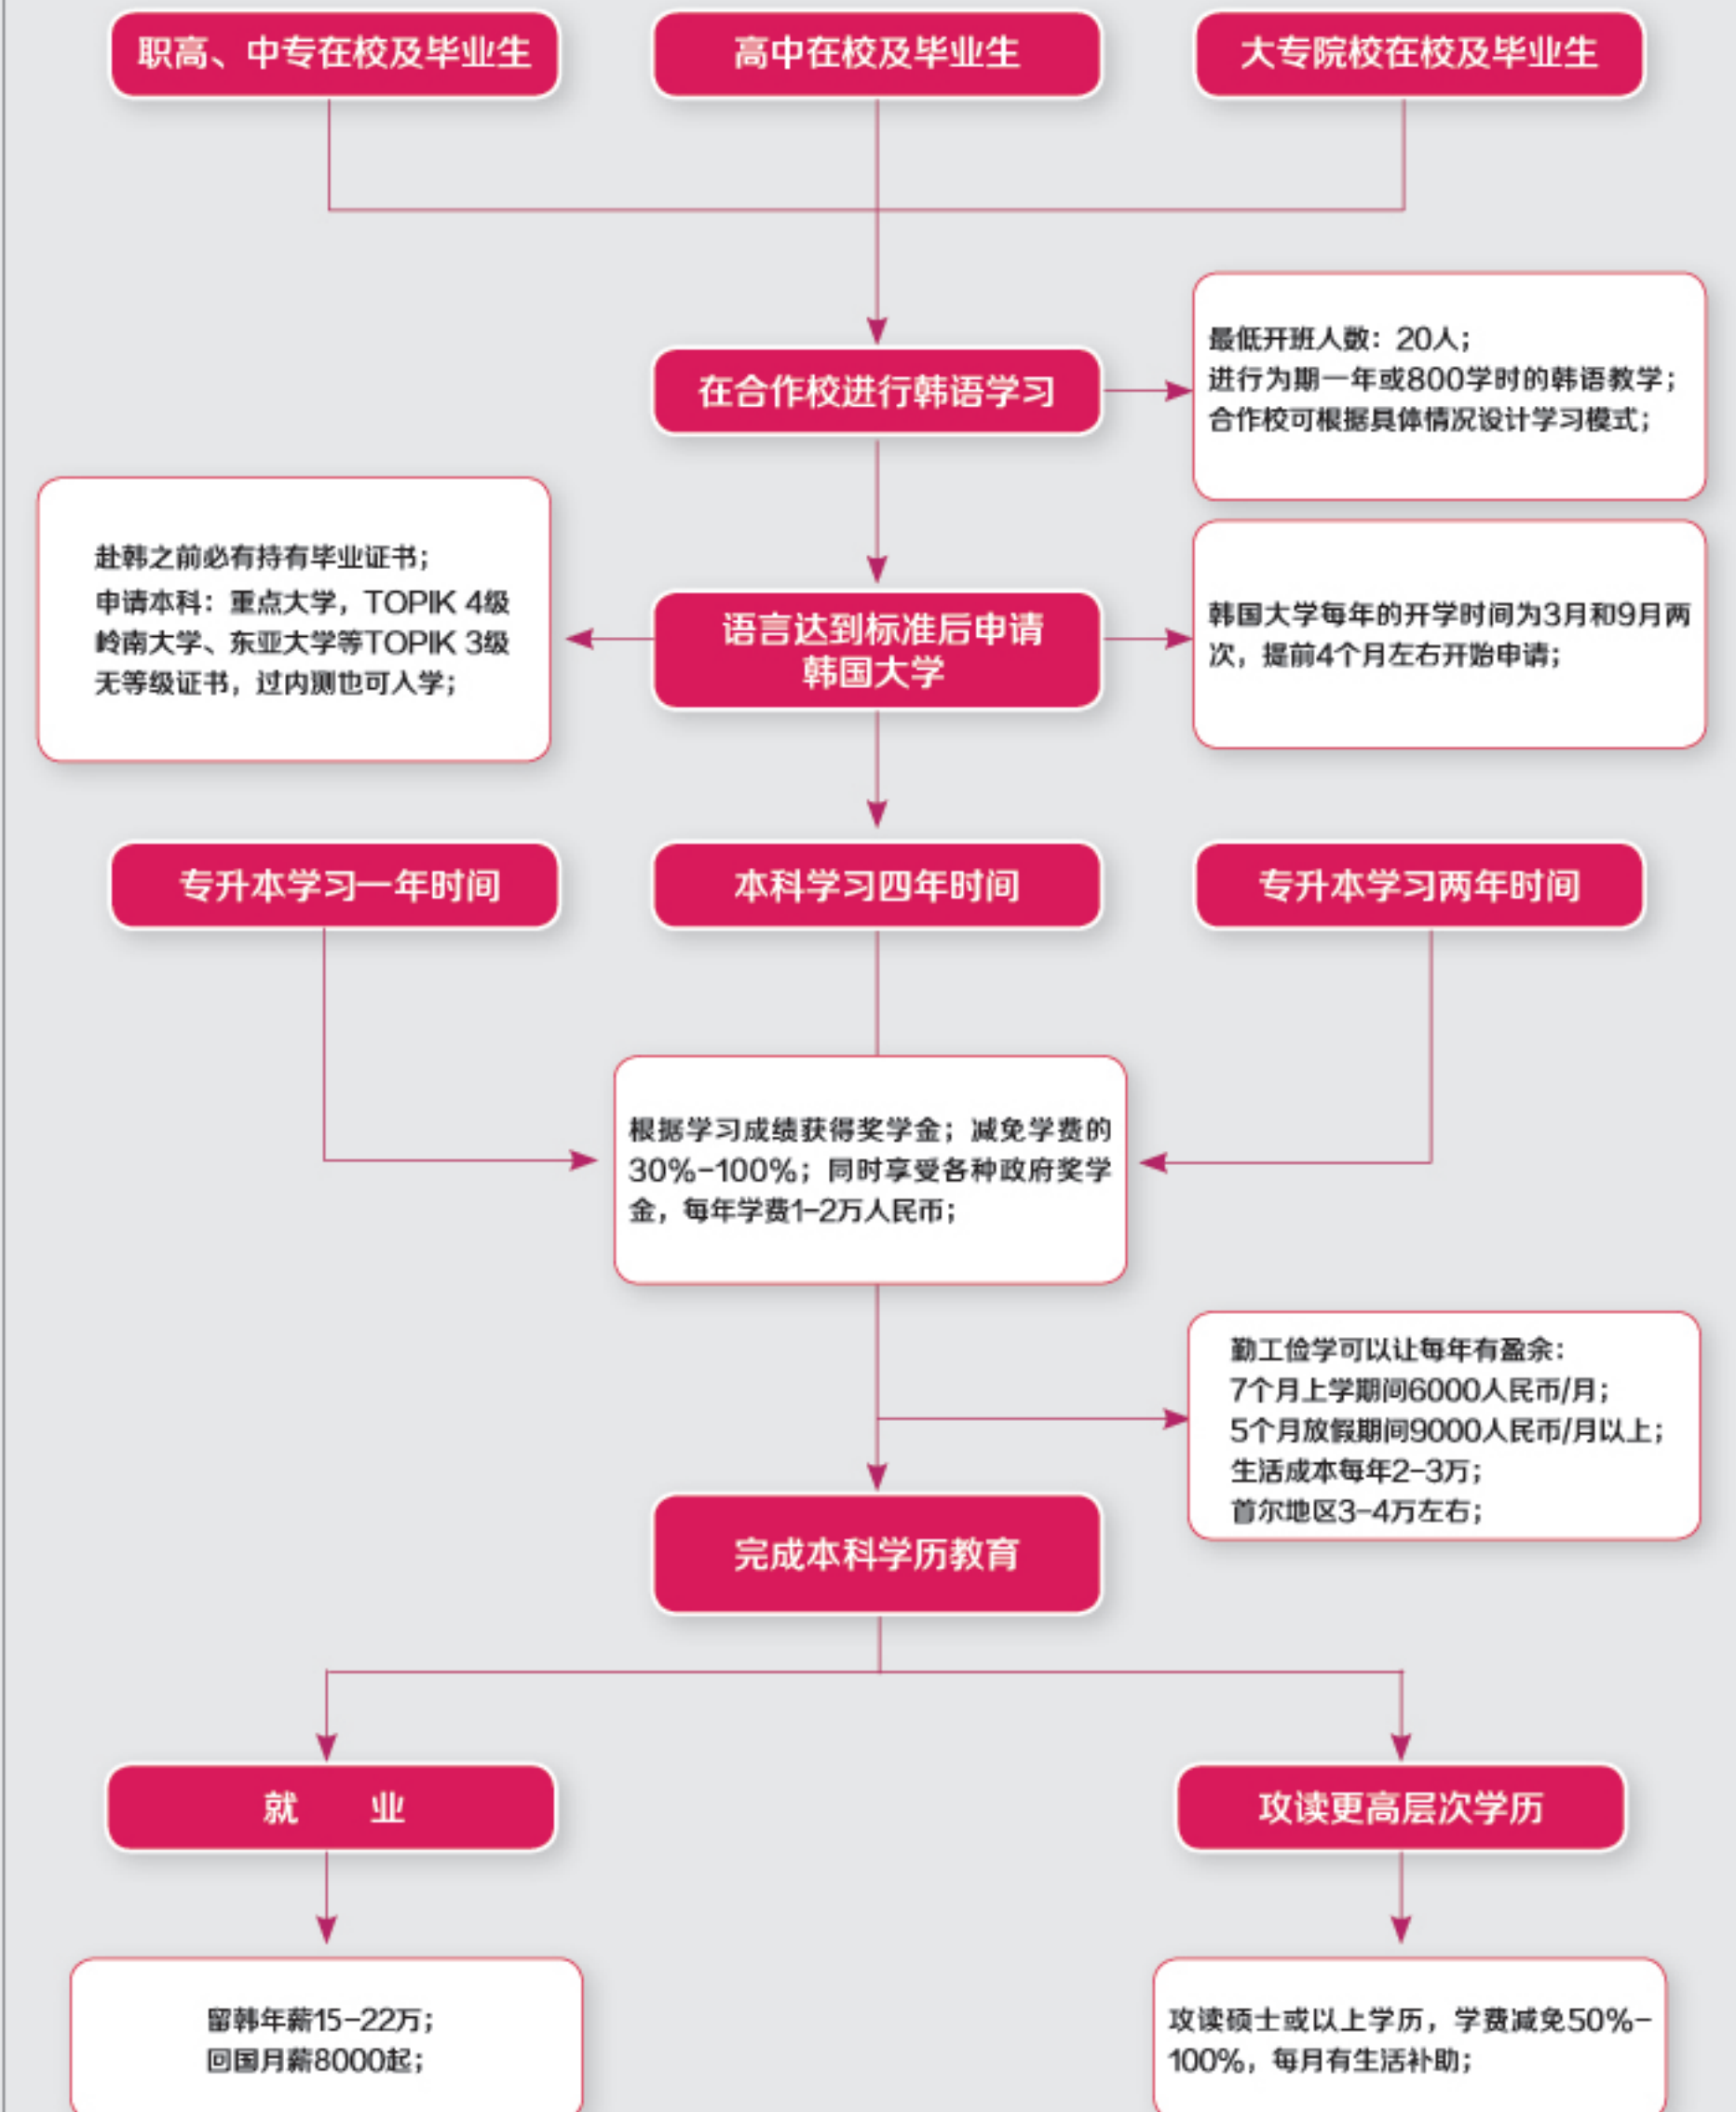 职高、中专在校及毕业生
高中在校及毕业生
大专院校在校及毕业生
在合作校进行韩语学习
最低开班人数：20人；
进行为期一年或800学时的韩语教学；
合作校可根据具体情况设计学习模式；
赴韩之前必有持有毕业证书；
申请本科：重点大学，TOPIK 4级
岭南大学、东亚大学等TOPIK 3级
无等级证书，过内测也可入学；
语言达到标准后申请
韩国大学
韩国大学每年的开学时间为3月和9月两
次，提前4个月左右开始申请；
专升本学习一年时间
本科学习四年时间
专升本学习两年时间
根据学习成绩获得奖学金；减免学费的
30%-100%；同时享受各种政府奖学
金，每年学费1-2万人民币；
勤工俭学可以让每年有盈余：
7个月上学期间6000人民币/月；
5个月放假期间9000人民币/月以上；
生活成本每年2-3万；
首尔地区3-4万左右；
完成本科学历教育
就 业
攻读更高层次学历
留韩年薪15-22万；
回国月薪8000起；
攻读硕士或以上学历，学费减免50%-
100%，每月有生活补助；